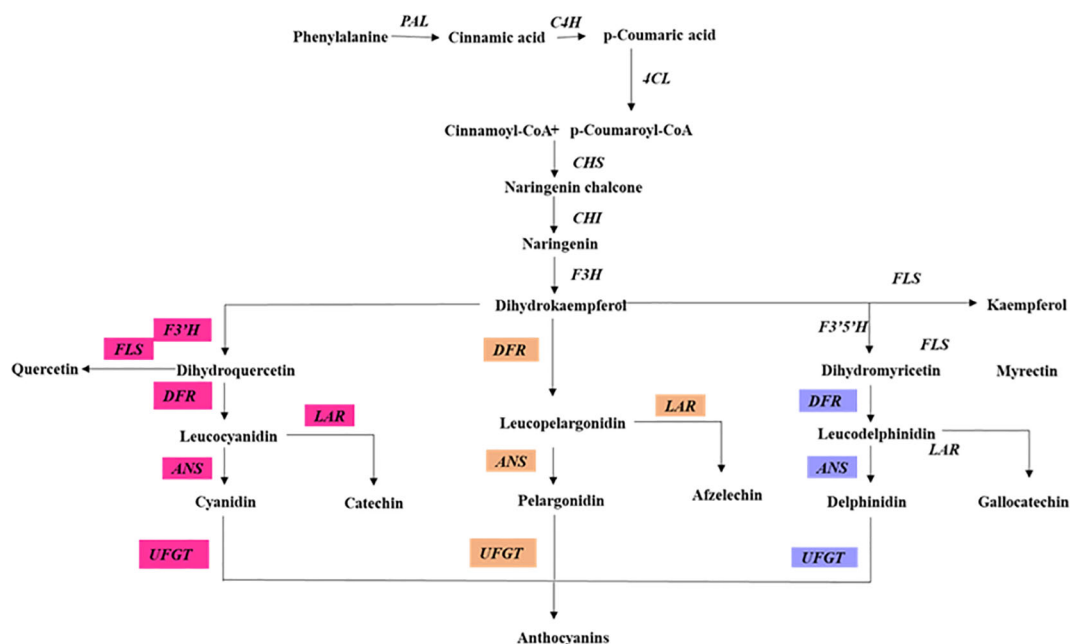 PAL
C4H
Phenylalanine
Cinnamic acid
p-Coumaric acid
4CL
Cinnamoyl-CoA+ p-Coumaroyl-CoA
CHS
Naringenin chalcone
CHI
Naringenin
F3H
FLS
Dihydrokaempferol
Kaempferol
F3’H
F3’5’H
FLS
DFR
FLS
Quercetin
Dihydroquercetin
Dihydromyricetin
Myrectin
DFR
DFR
LAR
LAR
Leucopelargonidin
Leucocyanidin
Leucodelphinidin
LAR
ANS
ANS
ANS
Cyanidin
Catechin
Pelargonidin
Afzelechin
Delphinidin
Gallocatechin
UFGT
UFGT
UFGT
Anthocyanins